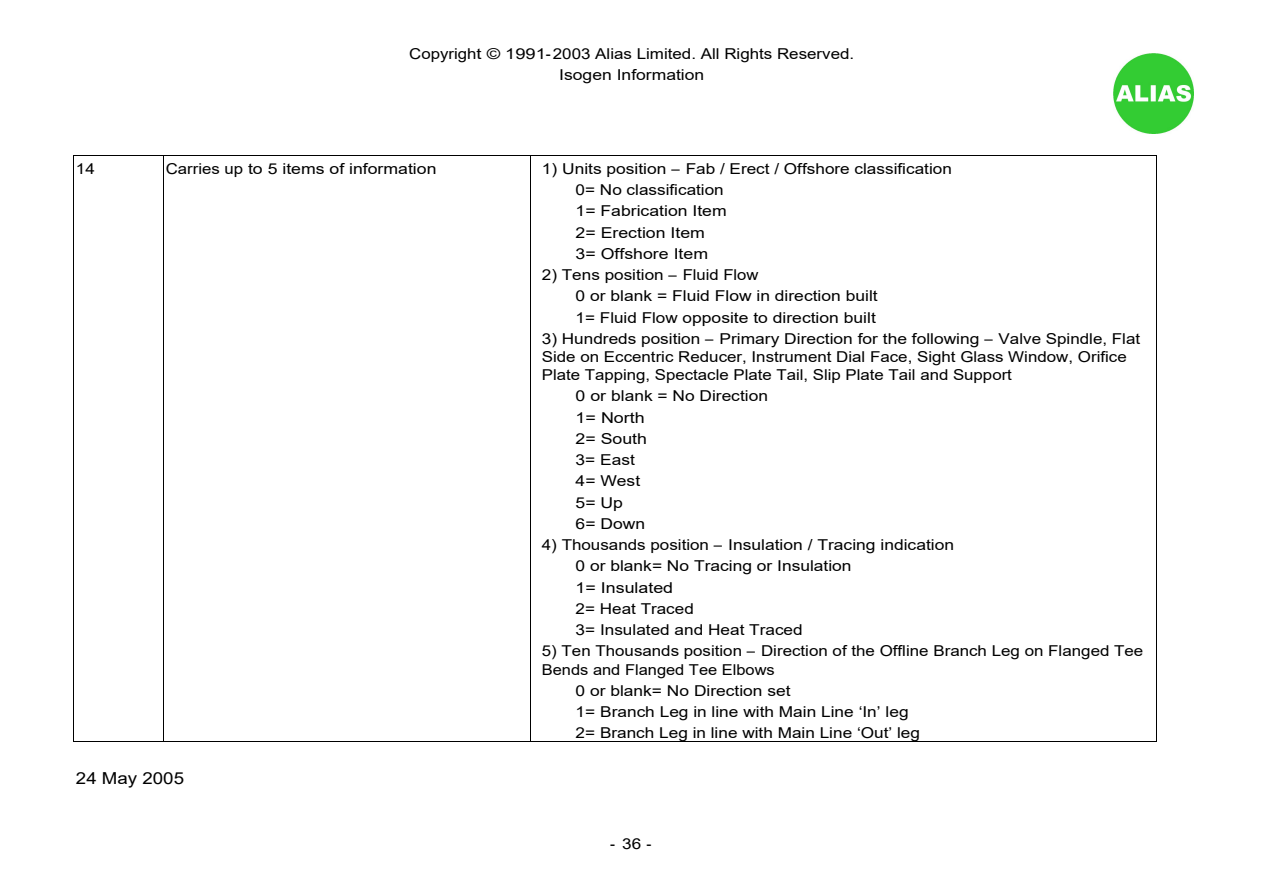 Copyright © 1991-2003 Alias Limited. All Rights Reserved.
Isogen Information
ALIAS
14
Carries up to 5 items of information
1) Units position – Fab / Erect / Offshore classification
0= No classification
1= Fabrication Item
2= Erection Item
3= Offshore Item
2) Tens position – Fluid Flow
0 or blank = Fluid Flow in direction built
1= Fluid Flow opposite to direction built
3) Hundreds position – Primary Direction for the following – Valve Spindle, Flat
Side on Eccentric Reducer, Instrument Dial Face, Sight Glass Window, Orifice
Plate Tapping, Spectacle Plate Tail, Slip Plate Tail and Support
0 or blank = No Direction
1= North
2= South
3= East
4= West
5= Up
6= Down
4) Thousands position – Insulation / Tracing indication
0 or blank= No Tracing or Insulation
1= Insulated
2= Heat Traced
3= Insulated and Heat Traced
5) Ten Thousands position – Direction of the Offline Branch Leg on Flanged Tee
Bends and Flanged Tee Elbows
0 or blank= No Direction set
1= Branch Leg in line with Main Line ‘In’ leg
2= Branch Leg in line with Main Line ‘Out’ leg
24 May 2005
- 36 -